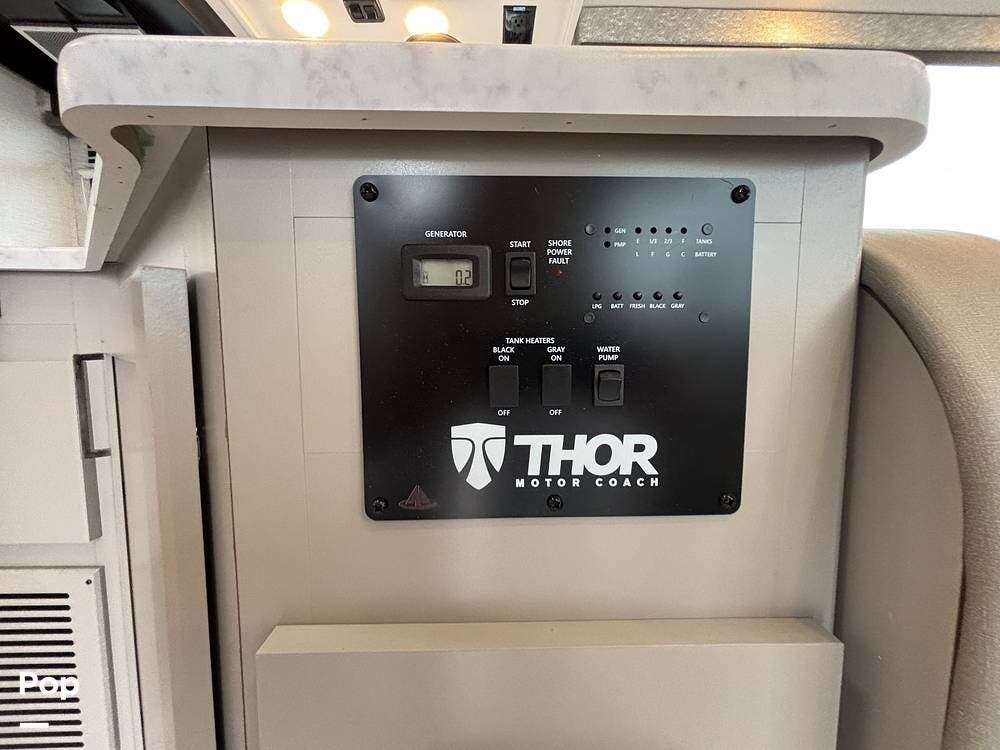 GENERATOR
H 0.2
START
STOP
SHORE
POWER
FAULT
GEN E 1/3 2/3 F TANKS
PMP L F G C BATTERY
LPG BATT FRESH BLACK GRAY
TANK HEATERS
BLACK
ON
OFF
GRAY
ON
OFF
WATER
PUMP
THOR
MOTOR COACH
Pop